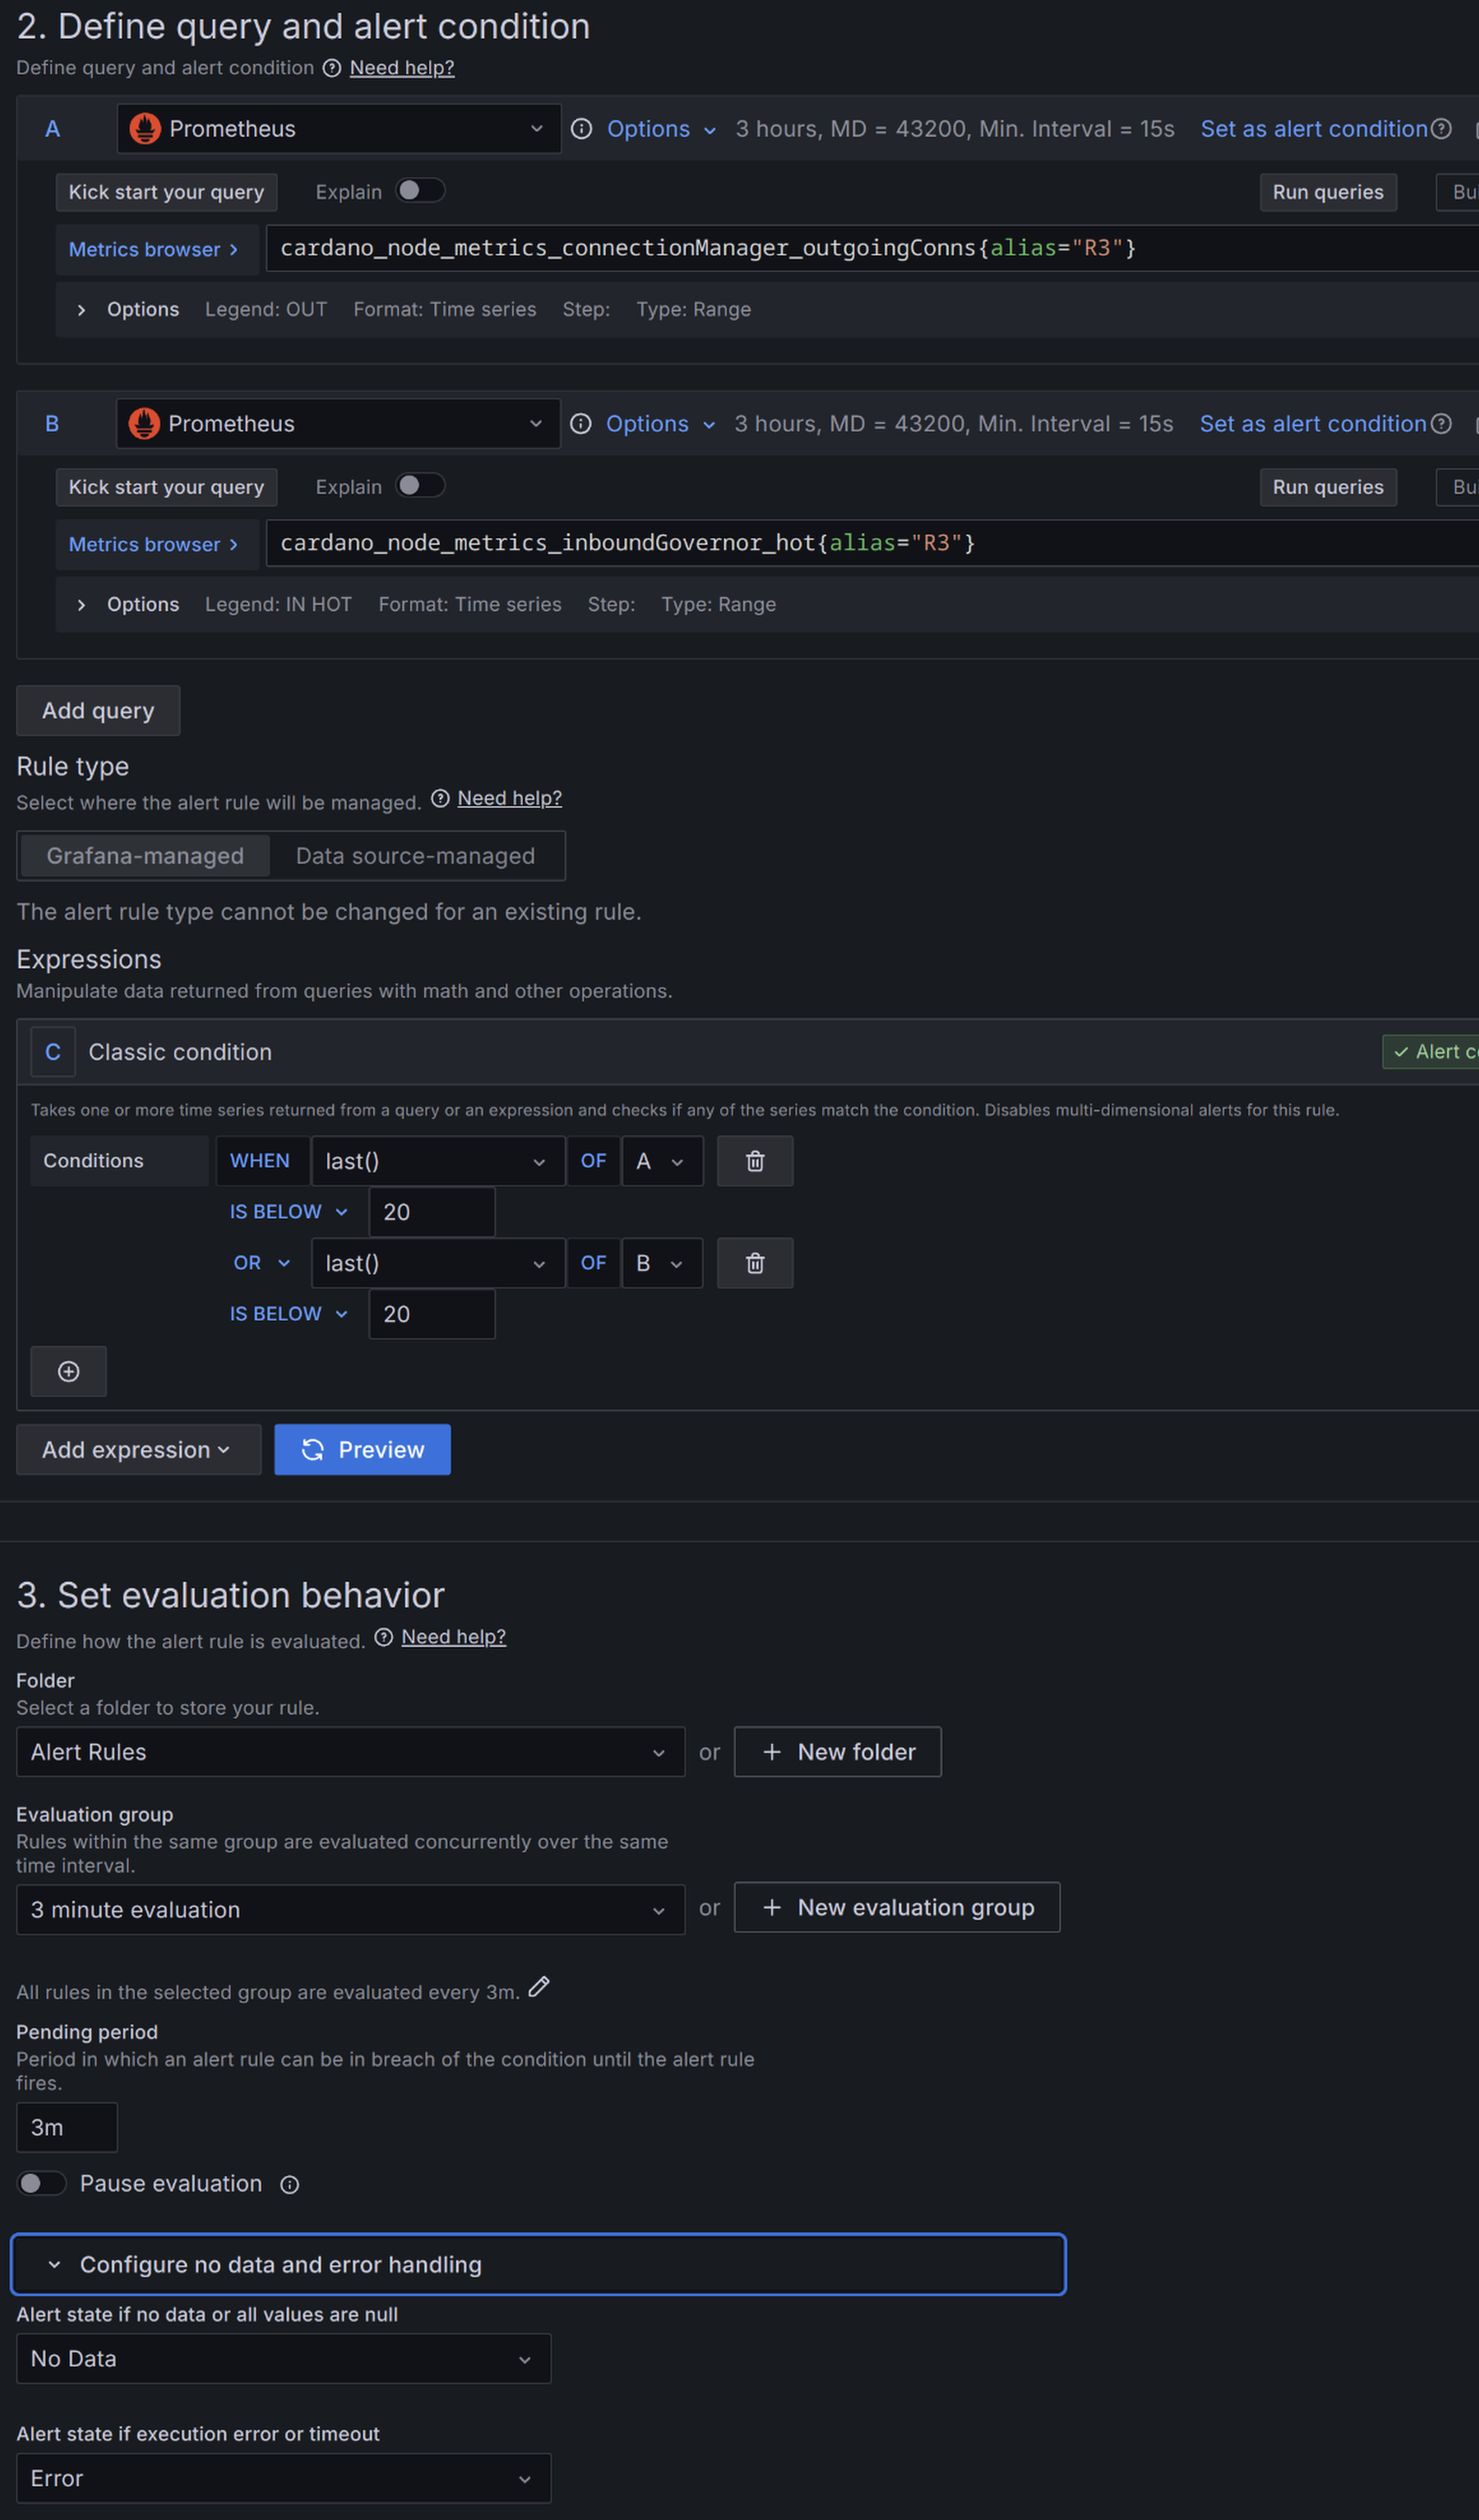 2. Define query and alert condition
Define query and alert condition Need help?
A Prometheus Options 3 hours, MD = 43200, Min. Interval = 15s Set as alert condition
Kick start your query Explain Run queries
Metrics browser > cardano_node_metrics_connectionManager_outgoingConns{alias="R3"}
> Options Legend: OUT Format: Time series Step: Type: Range
B Prometheus Options 3 hours, MD = 43200, Min. Interval = 15s Set as alert condition
Kick start your query Explain Run queries
Metrics browser > cardano_node_metrics_inboundGovernor_hot{alias="R3"}
> Options Legend: IN HOT Format: Time series Step: Type: Range
Add query
Rule type
Select where the alert rule will be managed. Need help?
Grafana-managed Data source-managed
The alert rule type cannot be changed for an existing rule.
Expressions
Manipulate data returned from queries with math and other operations.
C Classic condition Alert
Takes one or more time series returned from a query or an expression and checks if any of the series match the condition. Disables multi-dimensional alerts for this rule.
Conditions WHEN last() OF A
IS BELOW 20
OR last() OF B
IS BELOW 20
Add expression Preview
3. Set evaluation behavior
Define how the alert rule is evaluated. Need help?
Folder
Select a folder to store your rule.
Alert Rules or + New folder
Evaluation group
Rules within the same group are evaluated concurrently over the same
time interval.
3 minute evaluation or + New evaluation group
All rules in the selected group are evaluated every 3m.
Pending period
Period in which an alert rule can be in breach of the condition until the alert rule
fires.
3m
Pause evaluation
Configure no data and error handling
Alert state if no data or all values are null
No Data
Alert state if execution error or timeout
Error